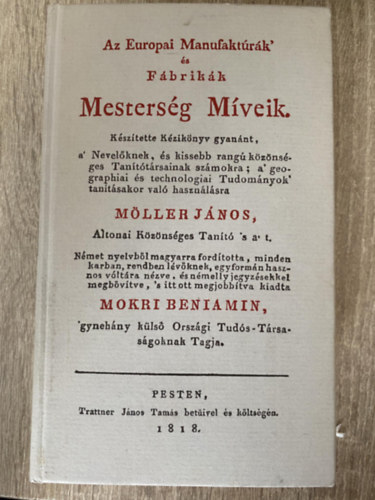 Az Europai Manufaktúrák'
és
Fábrikák
Mesterség Míveik.
Készítette Kézikönyv gyanánt,
a' Nevelőknek, és kissebb rangú közönsé-
ges Tanítótársainak számokra; a' geo-
graphiai és technologiai Tudományok'
tanításakor való használásra
MÖLLER JÁNOS,
Altonai Közönséges Tanító 's a. t.
Német nyelvből magyarra fordította, minden
karban, rendben lévőknek, egyformán hasz-
nos vóltára nézve, és némelly jegyzésekkel
megbővítve, 's itt ott megjobbítva kiadta
MOKRI BENIAMIN,
'gynehány külső Országi Tudós-Társa-
ságoknak Tagja.
PESTEN,
Trattner János Tamás betűivel és költségén.
1818.